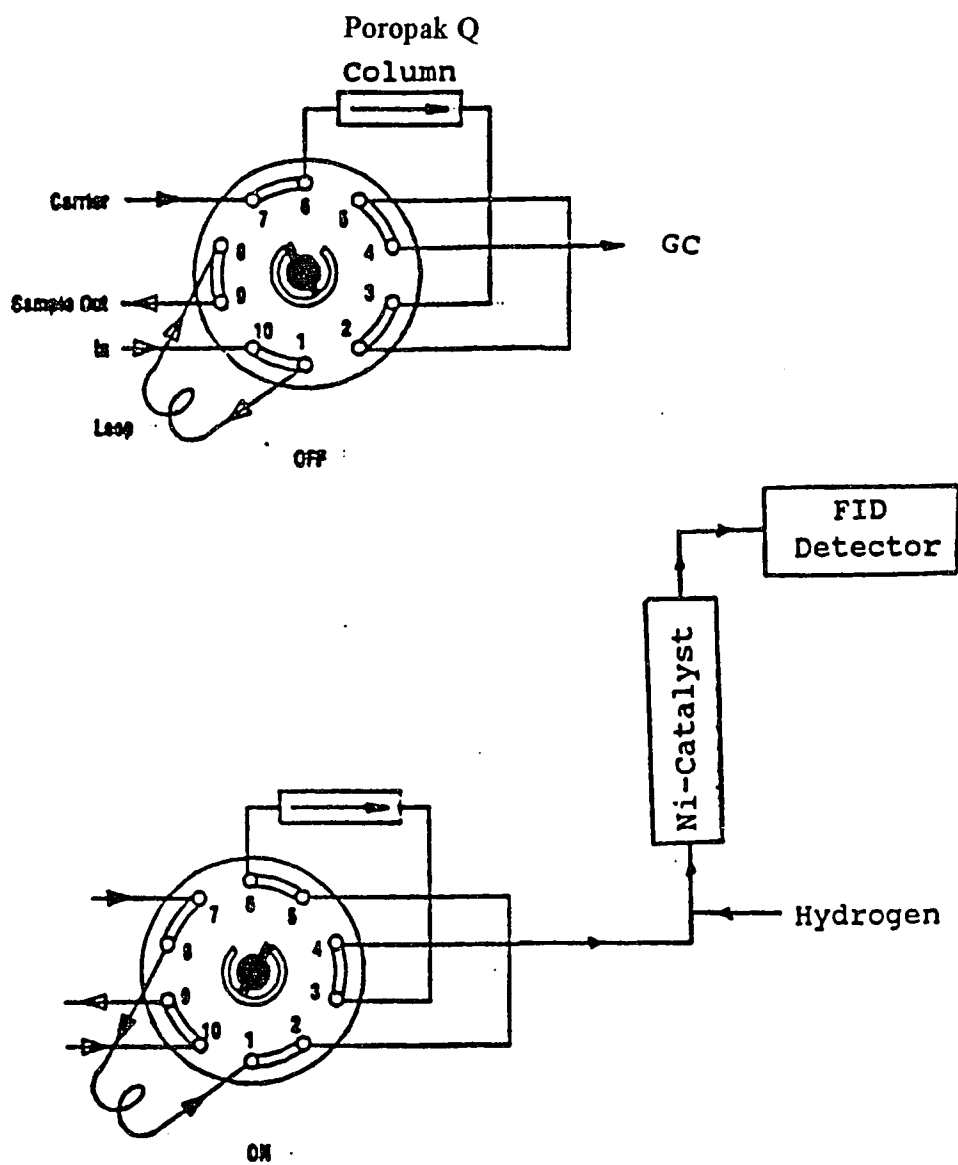 Poropak Q
Column
Carrier
7
6
5
4
GC
8
3
Sample Out
9
2
In
10
1
Loop
OFF
FID
Detector
Ni-Catalyst
7
6
5
8
4
Hydrogen
9
3
10
1
2
ON